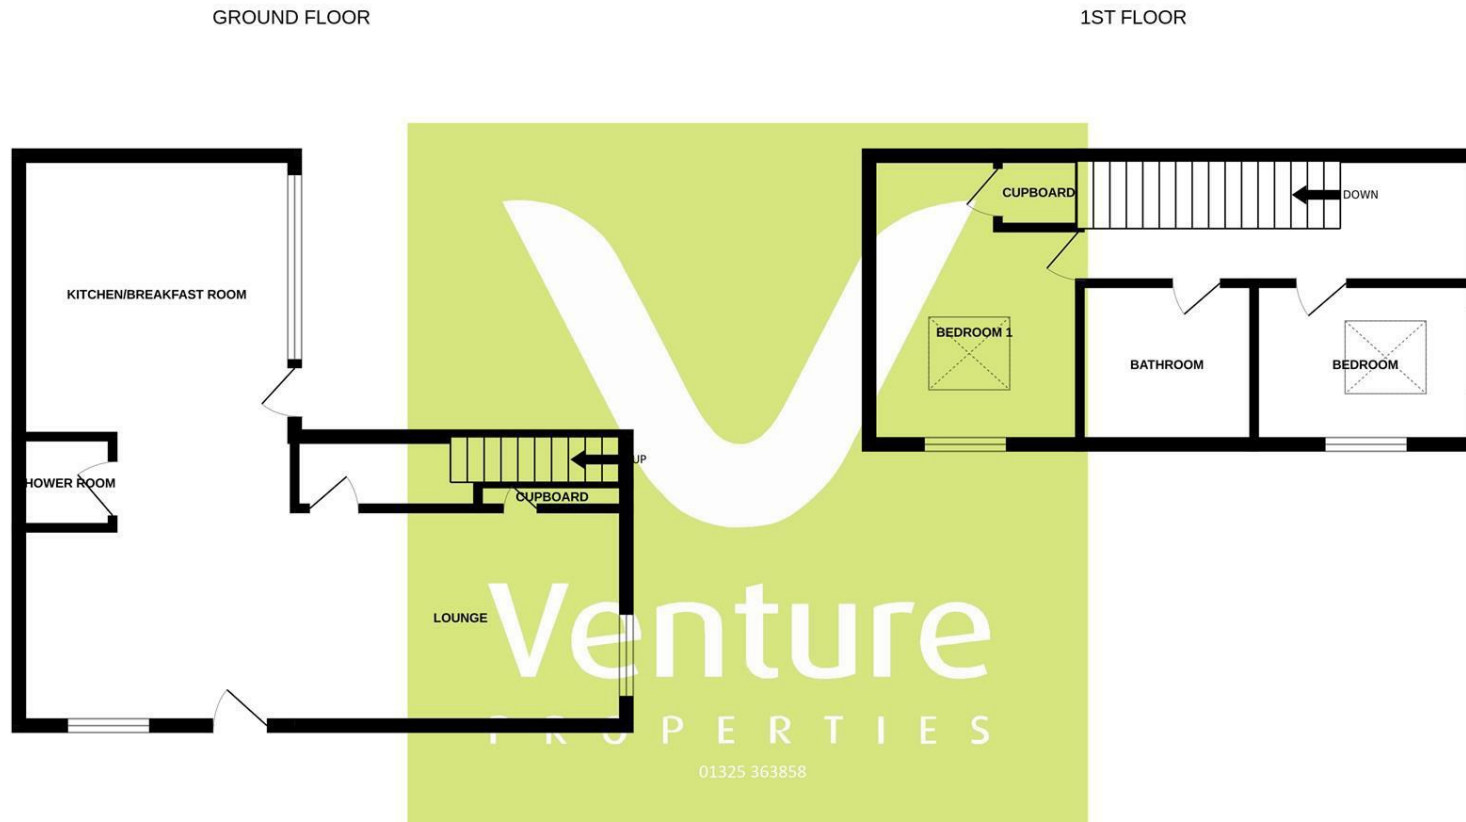 GROUND FLOOR
1ST FLOOR
CUPBOARD
DOWN
KITCHEN/BREAKFAST ROOM
BEDROOM 1
BATHROOM
BEDROOM
UP
HOWER ROOM
CUPBOARD
LOUNGE
Venture
PROPERTIES
01325 363858